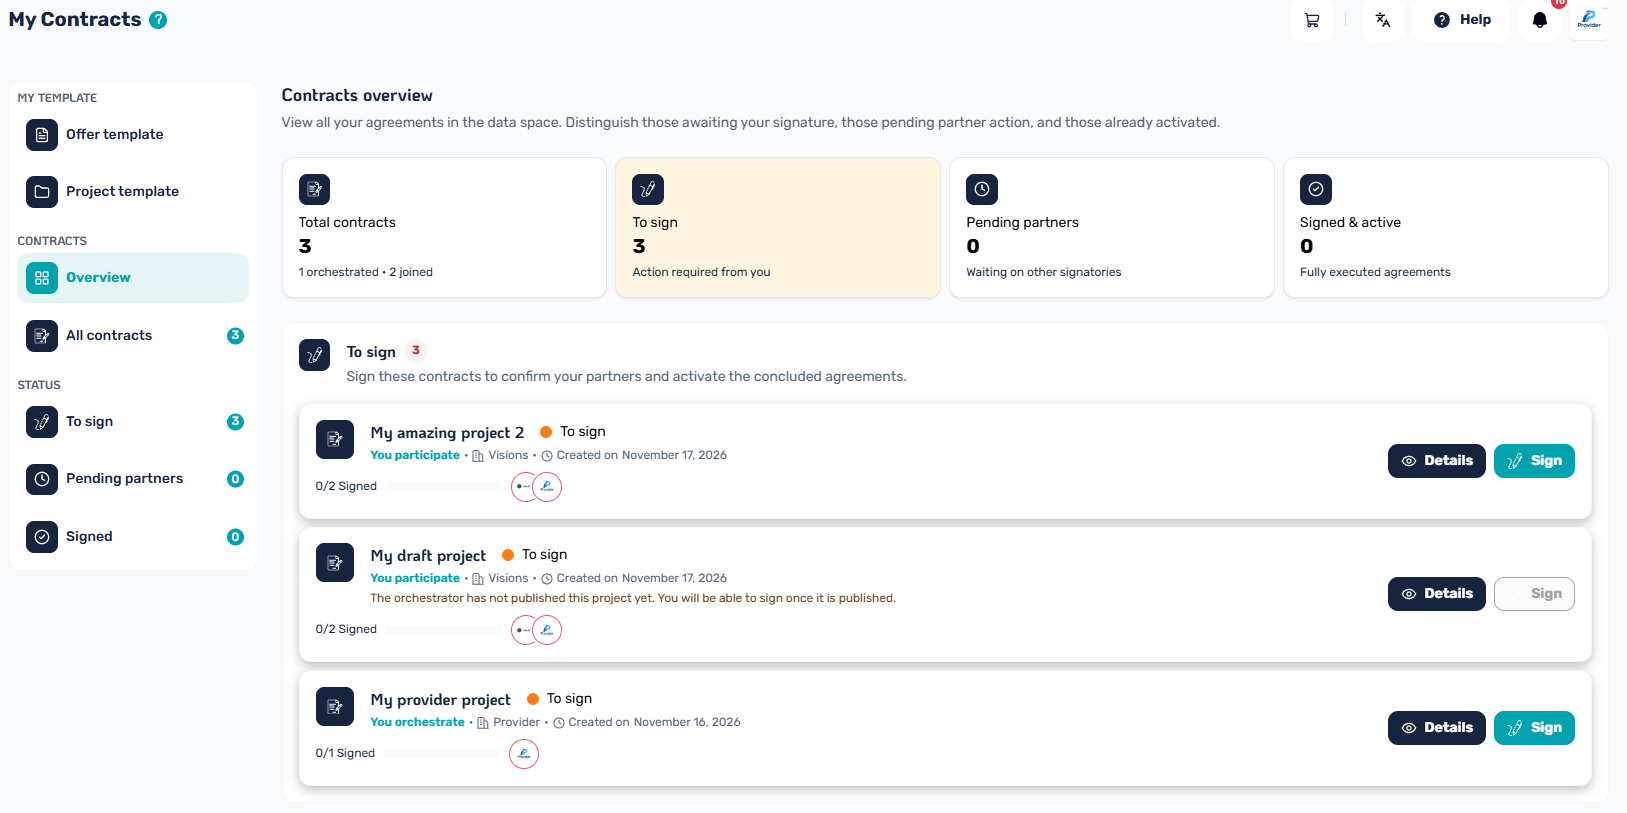 My Contracts ?
Help
10
Provider
MY TEMPLATE
Offer template
Project template
CONTRACTS
Overview
All contracts 3
STATUS
To sign 3
Pending partners 0
Signed 0
Contracts overview
View all your agreements in the data space. Distinguish those awaiting your signature, those pending partner action, and those already activated.
Total contracts
3
1 orchestrated • 2 joined
To sign
3
Action required from you
Pending partners
0
Waiting on other signatories
Signed & active
0
Fully executed agreements
To sign 3
Sign these contracts to confirm your partners and activate the concluded agreements.
My amazing project 2 To sign
You participate • Visions • Created on November 17, 2026
0/2 Signed
Details Sign
My draft project To sign
You participate • Visions • Created on November 17, 2026
The orchestrator has not published this project yet. You will be able to sign once it is published.
0/2 Signed
Details Sign
My provider project To sign
You orchestrate • Provider • Created on November 16, 2026
0/1 Signed
Details Sign